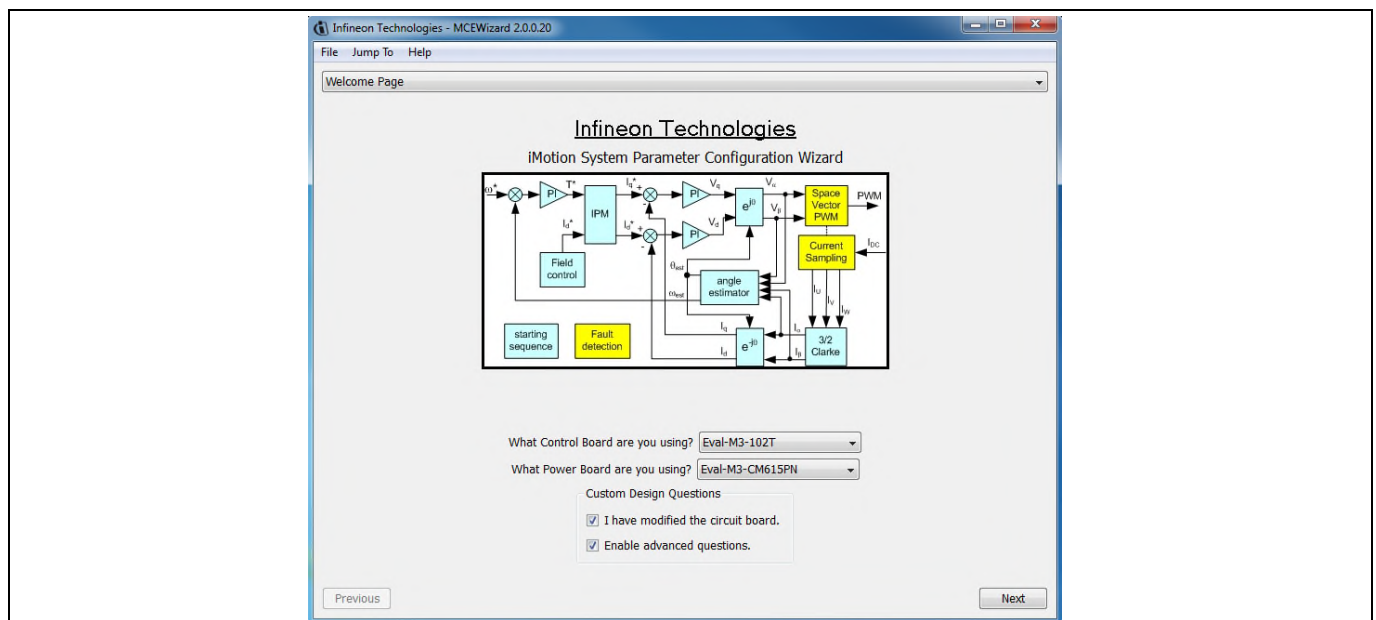 Infineon Technologies - MCEWizard 2.0.0.20
File Jump To Help
Welcome Page
Infineon Technologies
iMotion System Parameter Configuration Wizard
ω* PI T* IPM Iq* + - PI Vq e^jθ Vα Space Vector PWM PWM
Id* Id* + - PI Vd Vβ
Field control
Current Sampling IDC
θest
angle estimator
ωest
IU IV IW
starting sequence
Fault detection
Iq Id e^-jθ Iα Iβ 3/2 Clarke
What Control Board are you using? Eval-M3-102T
What Power Board are you using? Eval-M3-CM615PN
Custom Design Questions
I have modified the circuit board.
Enable advanced questions.
Previous Next